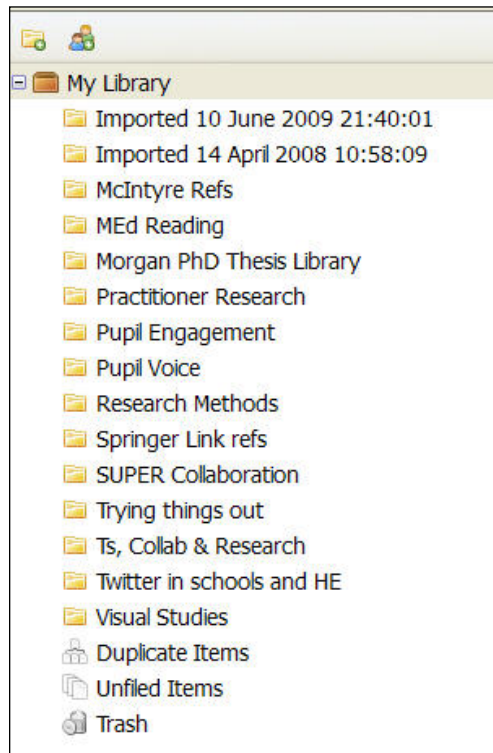 My Library
Imported 10 June 2009 21:40:01
Imported 14 April 2008 10:58:09
McIntyre Refs
MEd Reading
Morgan PhD Thesis Library
Practitioner Research
Pupil Engagement
Pupil Voice
Research Methods
Springer Link refs
SUPER Collaboration
Trying things out
Ts, Collab & Research
Twitter in schools and HE
Visual Studies
Duplicate Items
Unfiled Items
Trash